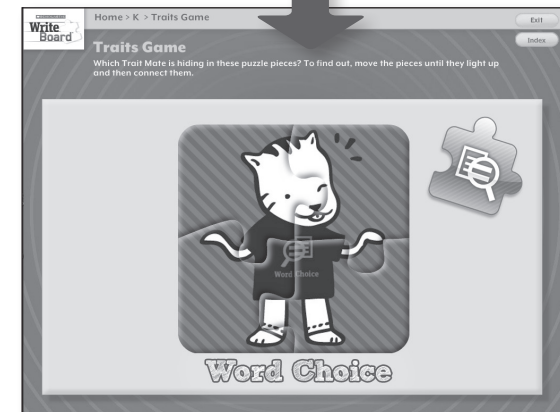 Write
Board
Home > K > Traits Game
Exit
Index
Traits Game
Which Trait Mate is hiding in these puzzle pieces? To find out, move the pieces until they light up
and then connect them.
Word Choice
Word Choice